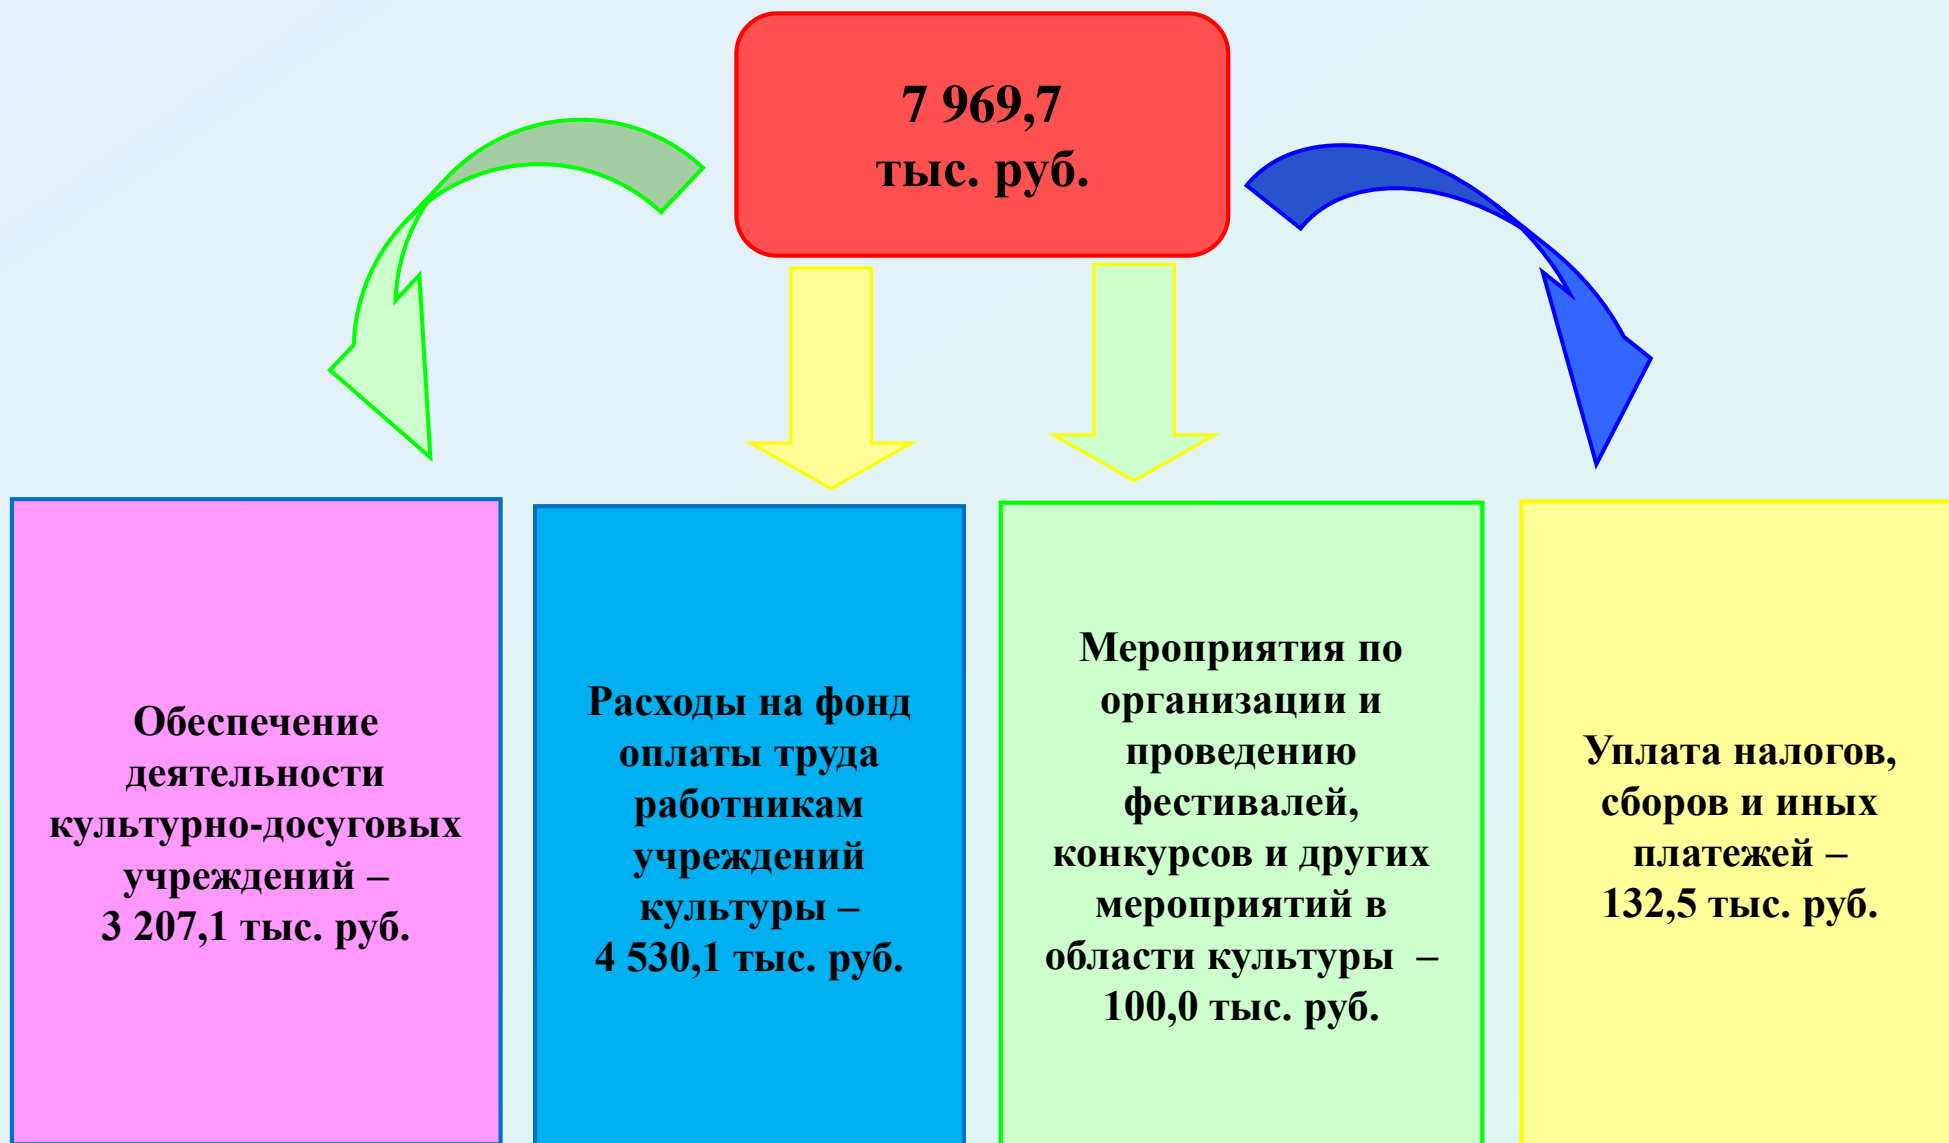 7 969,7
тыс. руб.
Обеспечение
деятельности
культурно-досуговых
учреждений –
3 207,1 тыс. руб.
Расходы на фонд
оплаты труда
работникам
учреждений
культуры –
4 530,1 тыс. руб.
Мероприятия по
организации и
проведению
фестивалей,
конкурсов и других
мероприятий в
области культуры –
100,0 тыс. руб.
Уплата налогов,
сборов и иных
платежей –
132,5 тыс. руб.